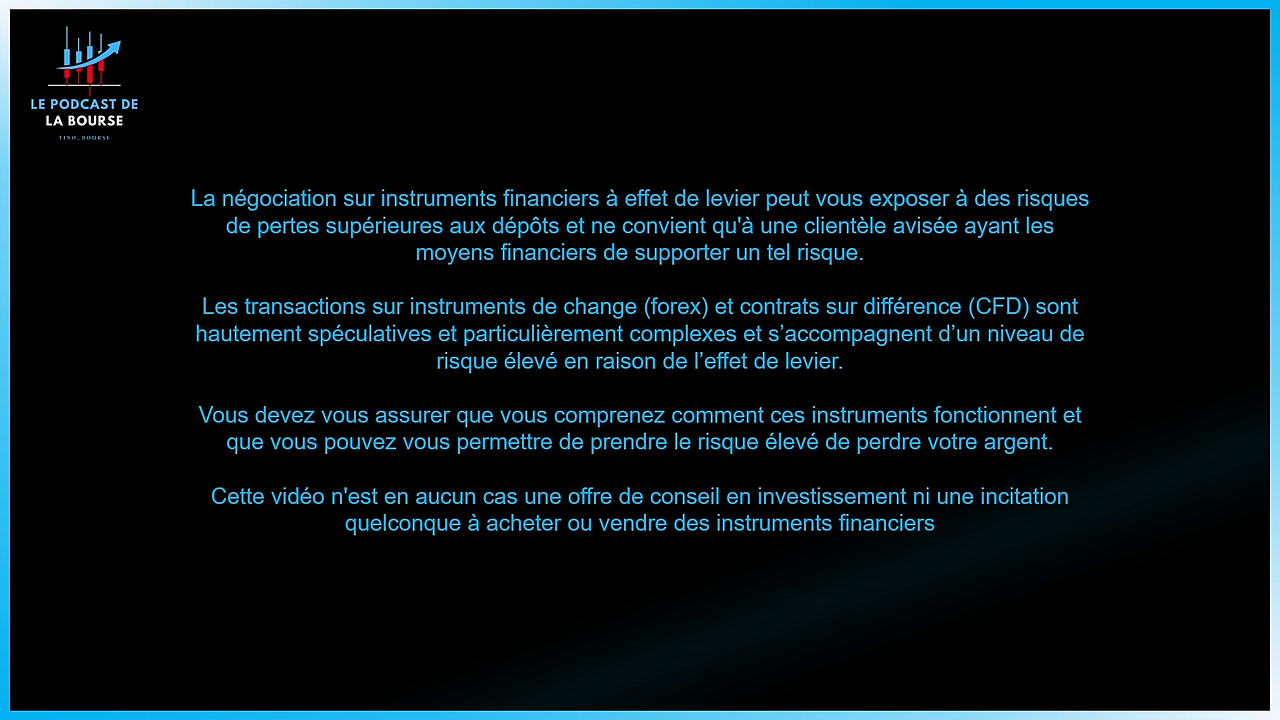 LE PODCAST DE
LA BOURSE
TINO_BOURSE
La négociation sur instruments financiers à effet de levier peut vous exposer à des risques
de pertes supérieures aux dépôts et ne convient qu'à une clientèle avisée ayant les
moyens financiers de supporter un tel risque.
Les transactions sur instruments de change (forex) et contrats sur différence (CFD) sont
hautement spéculatives et particulièrement complexes et s’accompagnent d’un niveau de
risque élevé en raison de l’effet de levier.
Vous devez vous assurer que vous comprenez comment ces instruments fonctionnent et
que vous pouvez vous permettre de prendre le risque élevé de perdre votre argent.
Cette vidéo n'est en aucun cas une offre de conseil en investissement ni une incitation
quelconque à acheter ou vendre des instruments financiers